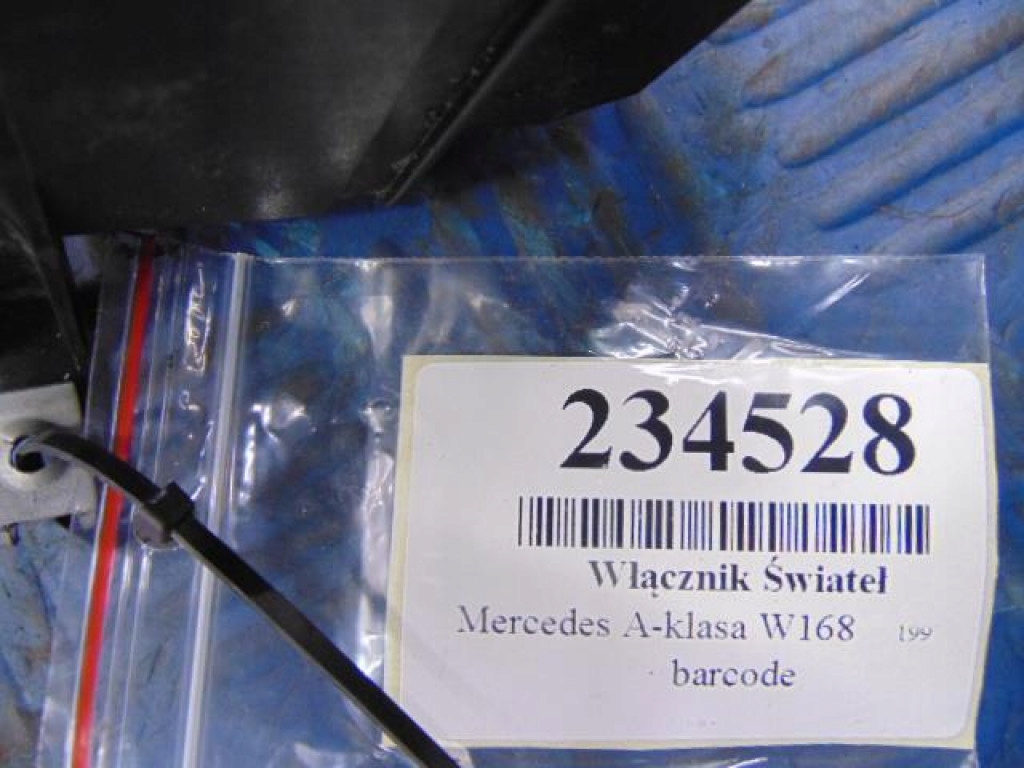 234528
Włącznik Świateł
Mercedes A-klasa W168 199
barcode